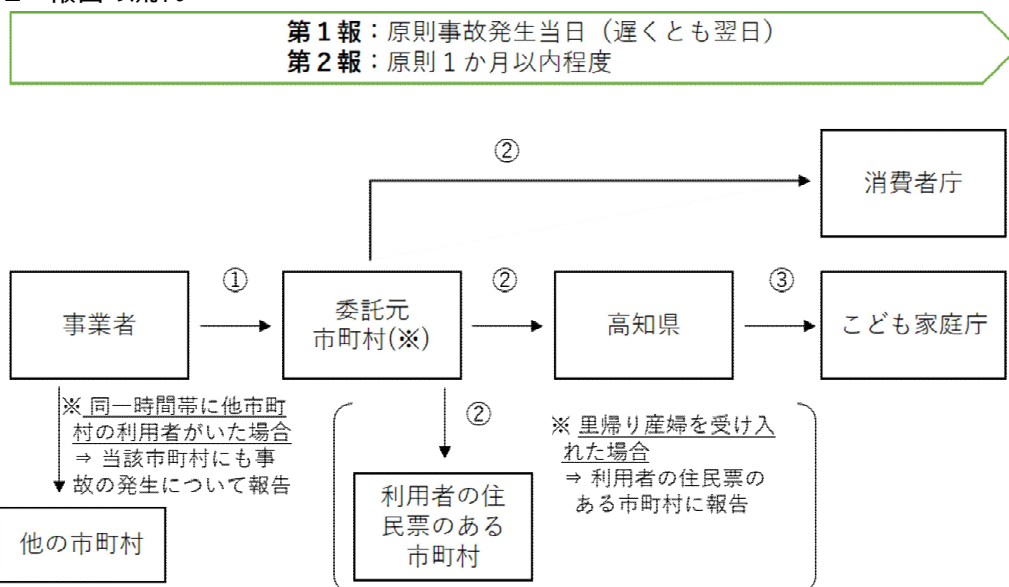 第1報：原則事故発生当日（遅くとも翌日）
第2報：原則1か月以内程度
②
消費者庁
事業者
①
委託元
市町村(※)
②
高知県
③
こども家庭庁
※ 同一時間帯に他市町
村の利用者がいた場合
⇒ 当該市町村にも事
故の発生について報告
②
※ 里帰り産婦を受け入
れた場合
⇒ 利用者の住民票の
ある市町村に報告
利用者の住
民票のある
市町村
他の市町村